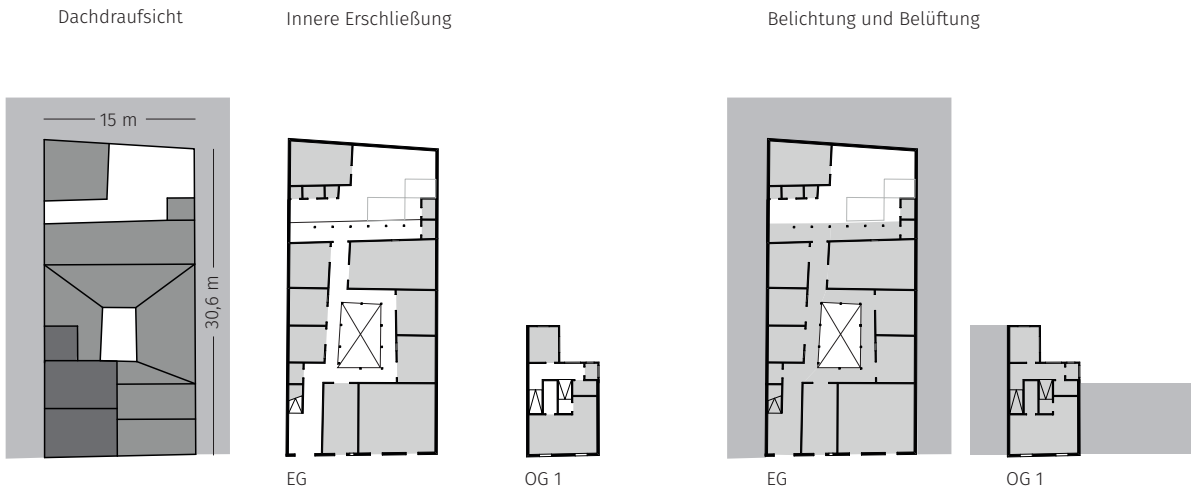 Dachdraufsicht
Innere Erschließung
Belichtung und Belüftung
15 m
30,6 m
EG
OG 1
EG
OG 1